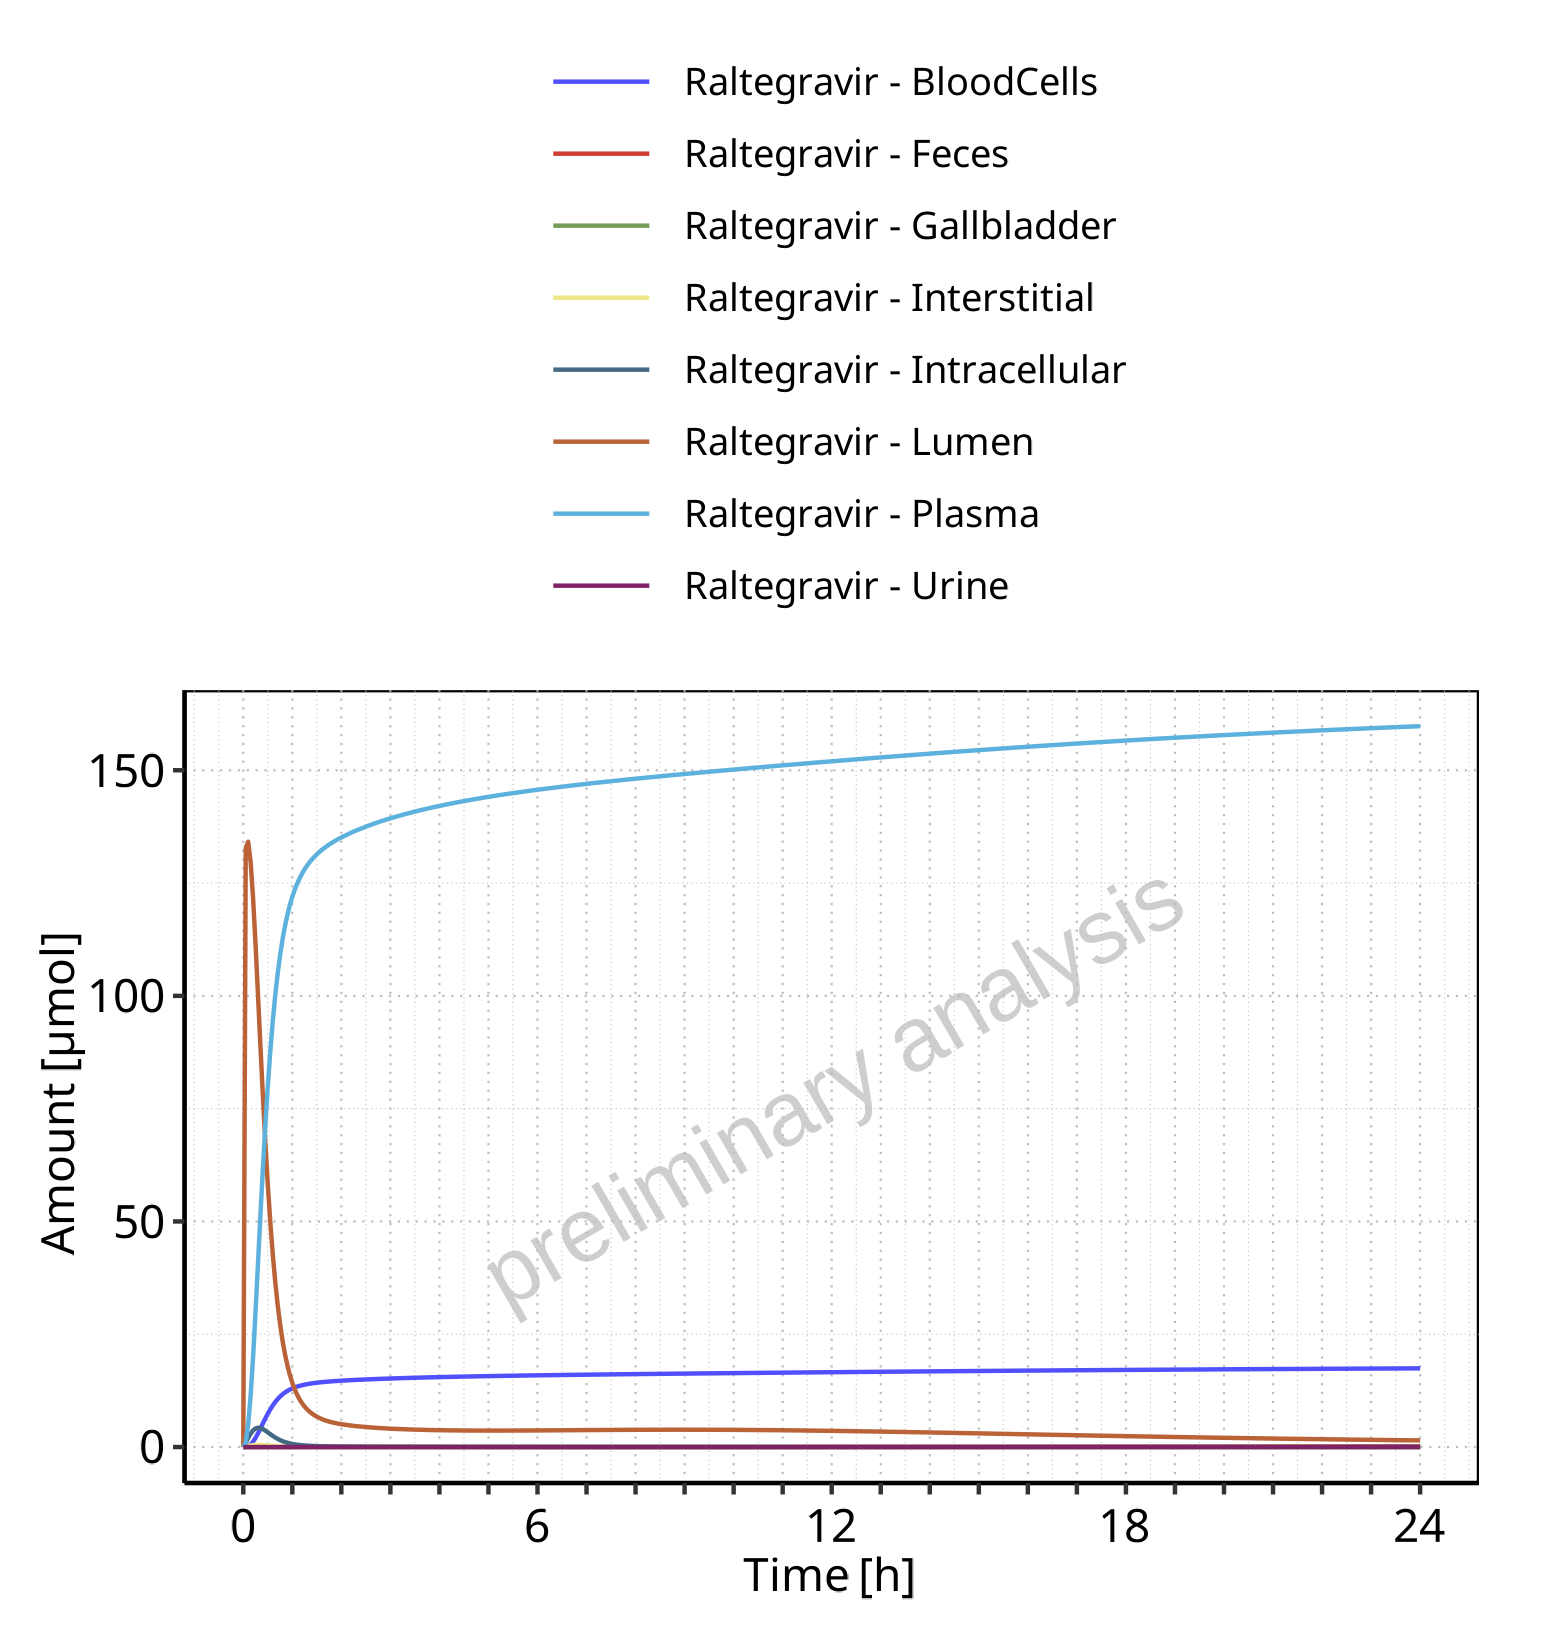 Raltegravir - BloodCells
Raltegravir - Feces
Raltegravir - Gallbladder
Raltegravir - Interstitial
Raltegravir - Intracellular
Raltegravir - Lumen
Raltegravir - Plasma
Raltegravir - Urine
150
100
50
0
Amount [µmol]
preliminary analysis
0 6 12 18 24
Time [h]